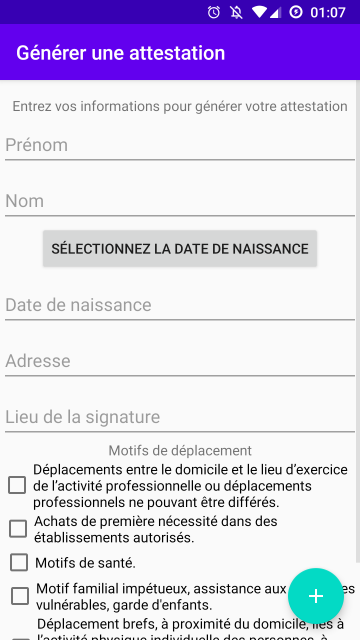 01:07
Générer une attestation
Entrez vos informations pour générer votre attestation
Prénom
Nom
SÉLECTIONNEZ LA DATE DE NAISSANCE
Date de naissance
Adresse
Lieu de la signature
Motifs de déplacement
Déplacements entre le domicile et le lieu d’exercice
de l’activité professionnelle ou déplacements
professionnels ne pouvant être différés.
Achats de première nécessité dans des
établissements autorisés.
Motifs de santé.
Motif familial impétueux, assistance aux
vulnérables, garde d'enfants.
Déplacement brefs, à proximité du domicile, liés à
l’activité physique individuelle des personnes, à